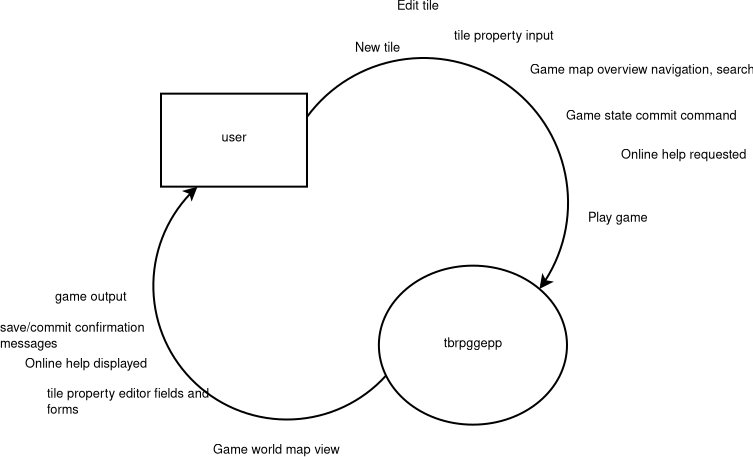 Edit tile
tile property input
New tile
Game map overview navigation, search
Game state commit command
user
Online help requested
Play game
game output
save/commit confirmation
messages
tbrpggepp
Online help displayed
tile property editor fields and
forms
Game world map view